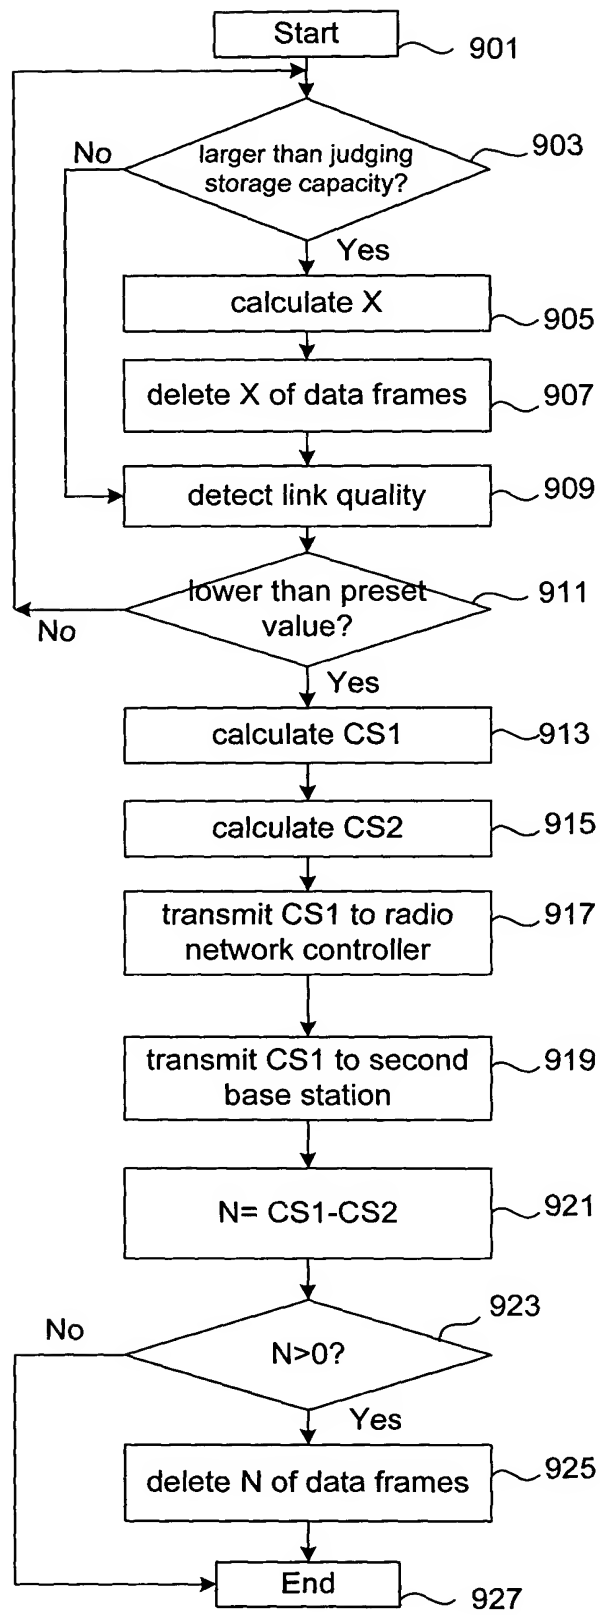 Start
901
No
larger than judging
storage capacity?
903
Yes
calculate X
905
delete X of data frames
907
detect link quality
909
lower than preset
value?
911
No
Yes
calculate CS1
913
calculate CS2
915
transmit CS1 to radio
network controller
917
transmit CS1 to second
base station
919
N= CS1-CS2
921
923
No
N>0?
Yes
delete N of data frames
925
End
927